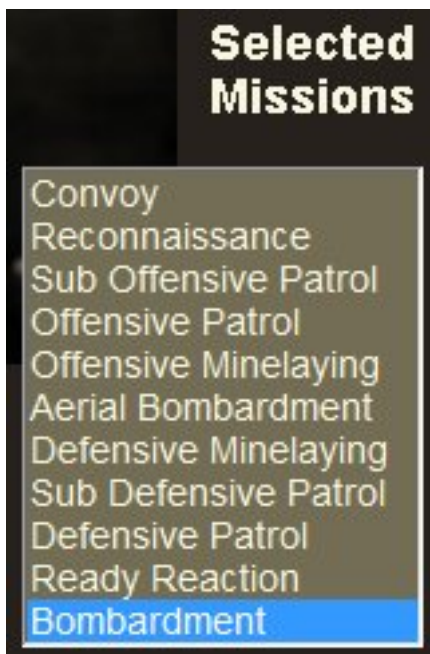 Selected
Missions
Convoy
Reconnaissance
Sub Offensive Patrol
Offensive Patrol
Offensive Minelaying
Aerial Bombardment
Defensive Minelaying
Sub Defensive Patrol
Defensive Patrol
Ready Reaction
Bombardment